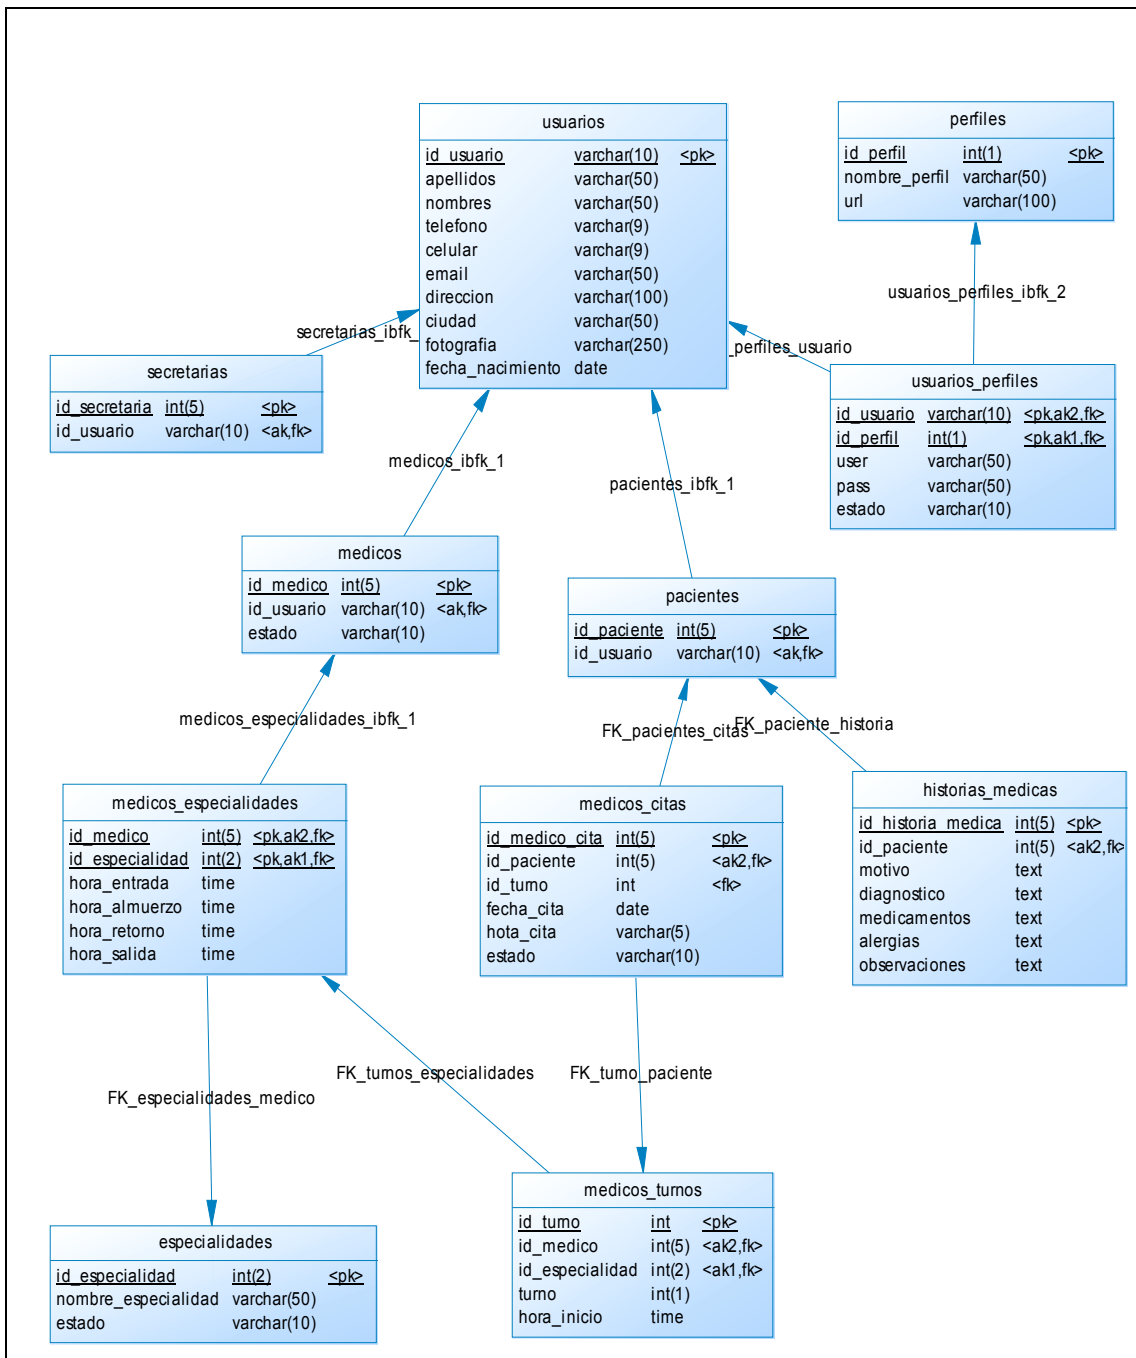 usuarios
id_usuario varchar(10) <pk>
apellidos varchar(50)
nombres varchar(50)
telefono varchar(9)
celular varchar(9)
email varchar(50)
direccion varchar(100)
ciudad varchar(50)
fotografia varchar(250)
fecha_nacimiento date
perfiles
id_perfil int(1) <pk>
nombre_perfil varchar(50)
url varchar(100)
usuarios_perfiles_ibfk_2
secretarias_ibfk_
_perfiles_usuario
secretarias
id_secretaria int(5) <pk>
id_usuario varchar(10) <ak,fk>
usuarios_perfiles
id_usuario varchar(10) <pk,ak2,fk>
id_perfil int(1) <pk,ak1,fk>
user varchar(50)
pass varchar(50)
estado varchar(10)
medicos_ibfk_1
pacientes_ibfk_1
medicos
id_medico int(5) <pk>
id_usuario varchar(10) <ak,fk>
estado varchar(10)
pacientes
id_paciente int(5) <pk>
id_usuario varchar(10) <ak,fk>
medicos_especialidades_ibfk_1
FK_pacientes_citas
FK_paciente_historia
medicos_especialidades
id_medico int(5) <pk,ak2,fk>
id_especialidad int(2) <pk,ak1,fk>
hora_entrada time
hora_almuerzo time
hora_retorno time
hora_salida time
medicos_citas
id_medico_cita int(5) <pk>
id_paciente int(5) <ak2,fk>
id_turno int <fk>
fecha_cita date
hota_cita varchar(5)
estado varchar(10)
historias_medicas
id_historia_medica int(5) <pk>
id_paciente int(5) <ak2,fk>
motivo text
diagnostico text
medicamentos text
alergias text
observaciones text
FK_turnos_especialidades
FK_turno_paciente
FK_especialidades_medico
medicos_turnos
id_turno int <pk>
id_medico int(5) <ak2,fk>
id_especialidad int(2) <ak1,fk>
turno int(1)
hora_inicio time
especialidades
id_especialidad int(2) <pk>
nombre_especialidad varchar(50)
estado varchar(10)